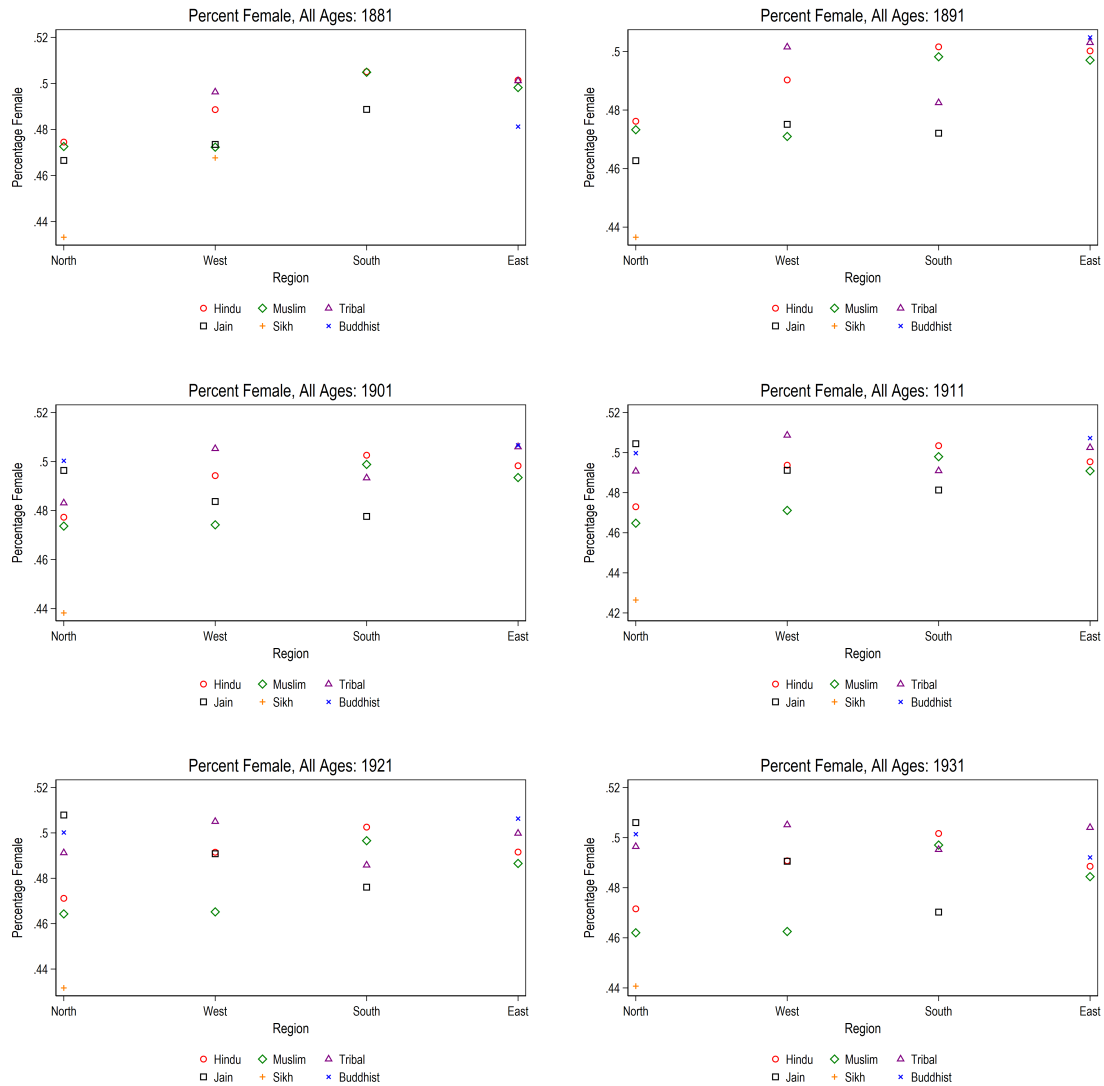 Percent Female, All Ages: 1881
Percentage Female
.52
.5
.48
.46
.44
North West South East
Region
Hindu Muslim Tribal
Jain Sikh Buddhist
Percent Female, All Ages: 1891
Percentage Female
.5
.48
.46
.44
North West South East
Region
Hindu Muslim Tribal
Jain Sikh Buddhist
Percent Female, All Ages: 1901
Percentage Female
.52
.5
.48
.46
.44
North West South East
Region
Hindu Muslim Tribal
Jain Sikh Buddhist
Percent Female, All Ages: 1911
Percentage Female
.52
.5
.48
.46
.44
.42
North West South East
Region
Hindu Muslim Tribal
Jain Sikh Buddhist
Percent Female, All Ages: 1921
Percentage Female
.52
.5
.48
.46
.44
North West South East
Region
Hindu Muslim Tribal
Jain Sikh Buddhist
Percent Female, All Ages: 1931
Percentage Female
.52
.5
.48
.46
.44
North West South East
Region
Hindu Muslim Tribal
Jain Sikh Buddhist